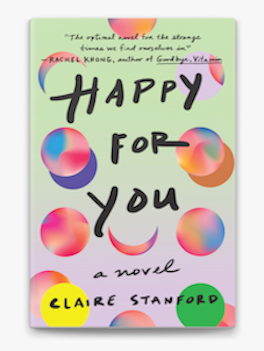 "The optimal novel for the strange
times we find ourselves in."
—RACHEL KHONG, author of Goodbye, Vitamin
HAPPY
FOR
YOU
a novel
CLAIRE STANFORD